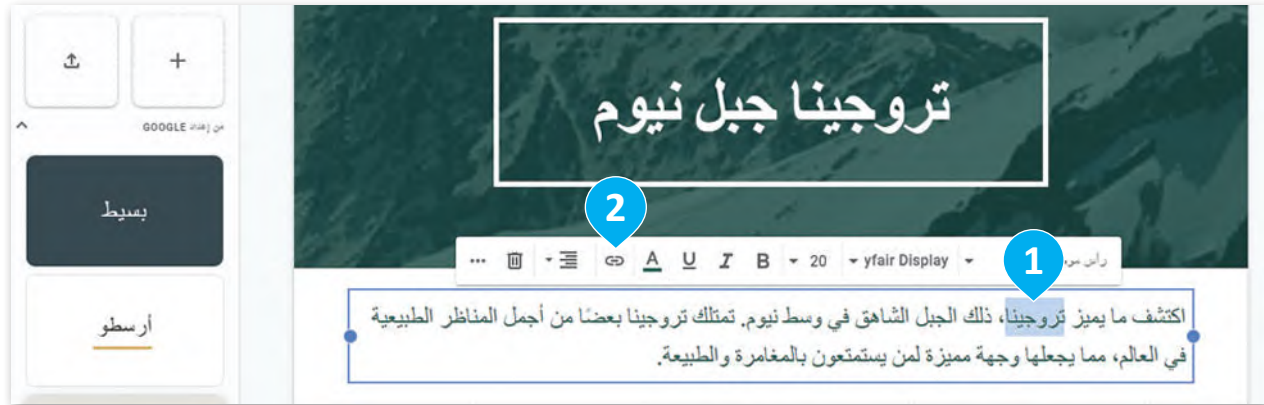 تروجينا جبل نيوم
من إعداد GOOGLE
بسيط
أرسطو
2
1
B I U A
20
yfair Display
اكتشف ما يميز تروجينا، ذلك الجبل الشاهق في وسط نيوم. تمتلك تروجينا بعضًا من أجمل المناظر الطبيعية
في العالم، مما يجعلها وجهة مميزة لمن يستمتعون بالمغامرة والطبيعة.